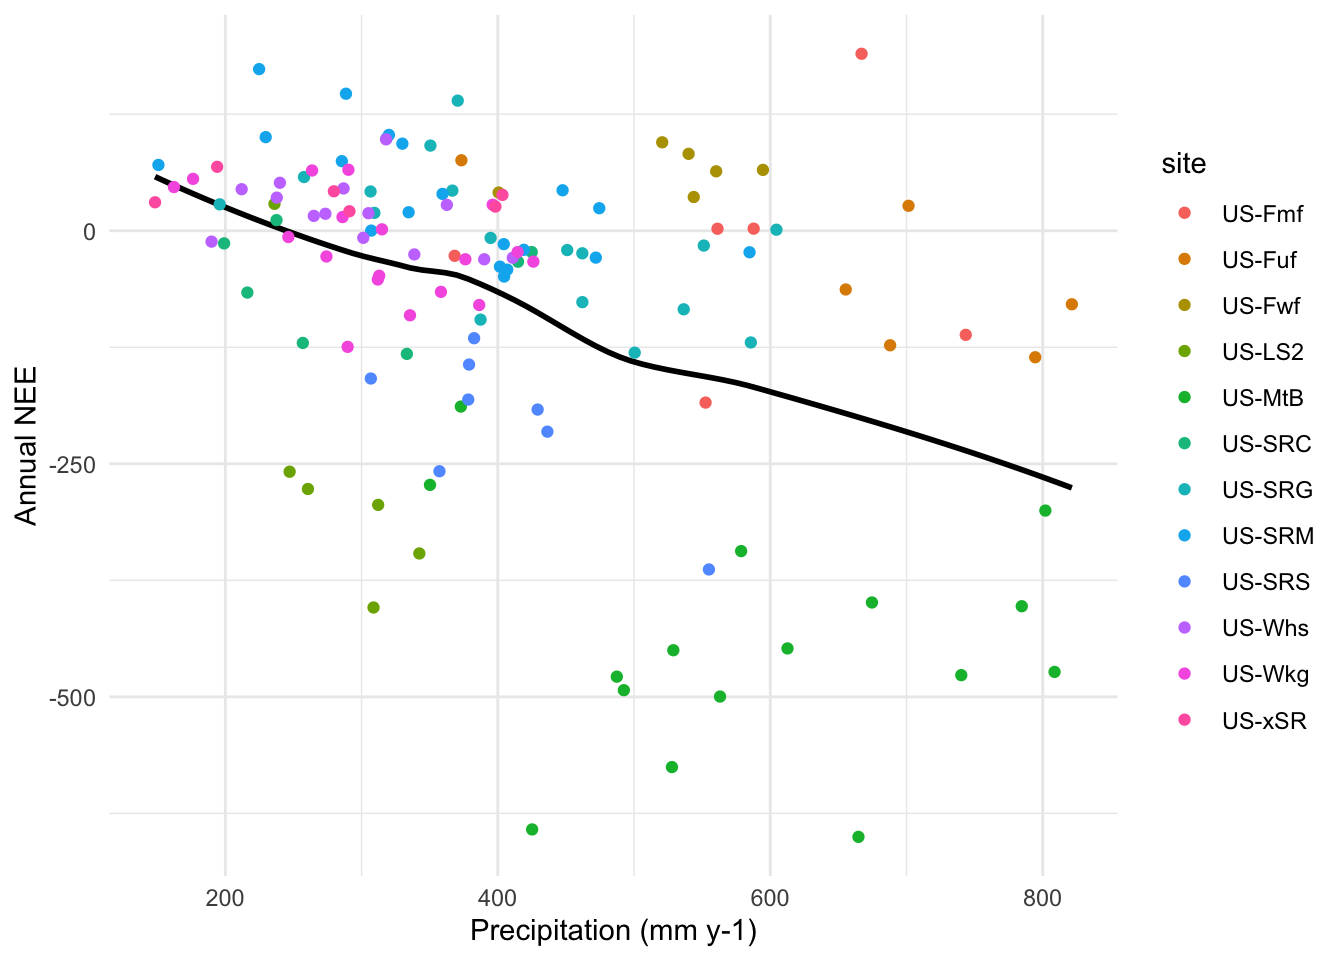 site
US-Fmf
US-Fuf
US-Fwf
US-LS2
US-MtB
US-SRC
US-SRG
US-SRM
US-SRS
US-Whs
US-Wkg
US-xSR
Annual NEE
0
-250
-500
200 400 600 800
Precipitation (mm y-1)